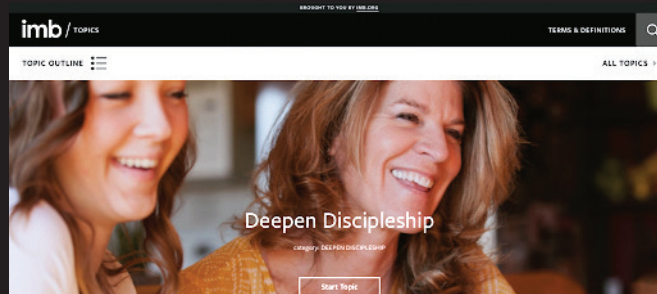 BROUGHT TO YOU BY IMB.ORG
imb / TOPICS
TERMS & DEFINITIONS
TOPIC OUTLINE
ALL TOPICS ›
Deepen Discipleship
category: DEEPEN DISCIPLESHIP
Start Topic